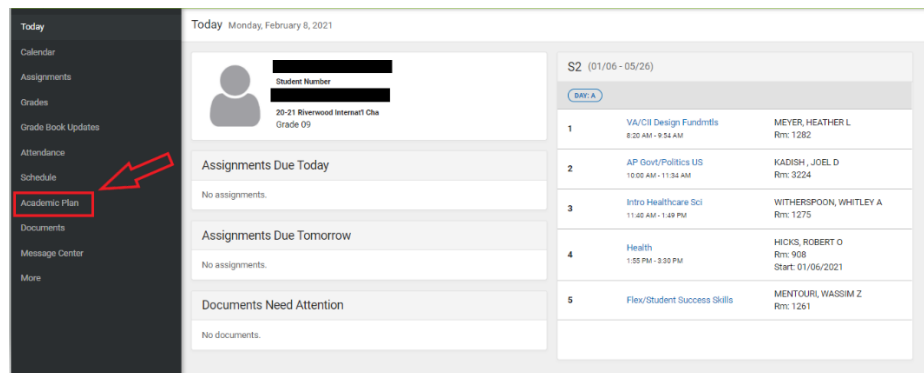 Today
Calendar
Assignments
Grades
Grade Book Updates
Attendance
Schedule
Academic Plan
Documents
Message Center
More
Today Monday, February 8, 2021
Student Number
20-21 Riverwood Internat'l Cha
Grade 09
Assignments Due Today
No assignments.
Assignments Due Tomorrow
No assignments.
Documents Need Attention
No documents.
S2 (01/06 - 05/26)
DAY: A
1 VA/CII Design Fundmtls MEYER, HEATHER L
8:20 AM - 9:54 AM Rm: 1282
2 AP Govt/Politics US KADISH , JOEL D
10:00 AM - 11:34 AM Rm: 3224
3 Intro Healthcare Sci WITHERSPOON, WHITLEY A
11:40 AM - 1:49 PM Rm: 1275
4 Health HICKS, ROBERT O
1:55 PM - 3:30 PM Rm: 908
Start: 01/06/2021
5 Flex/Student Success Skills MENTOURI, WASSIM Z
Rm: 1261